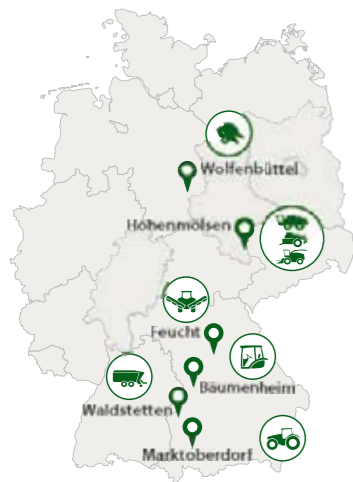 Wolfenbüttel
Hohenmölsen
Feucht
Bäumenheim
Waldstetten
Marktoberdorf